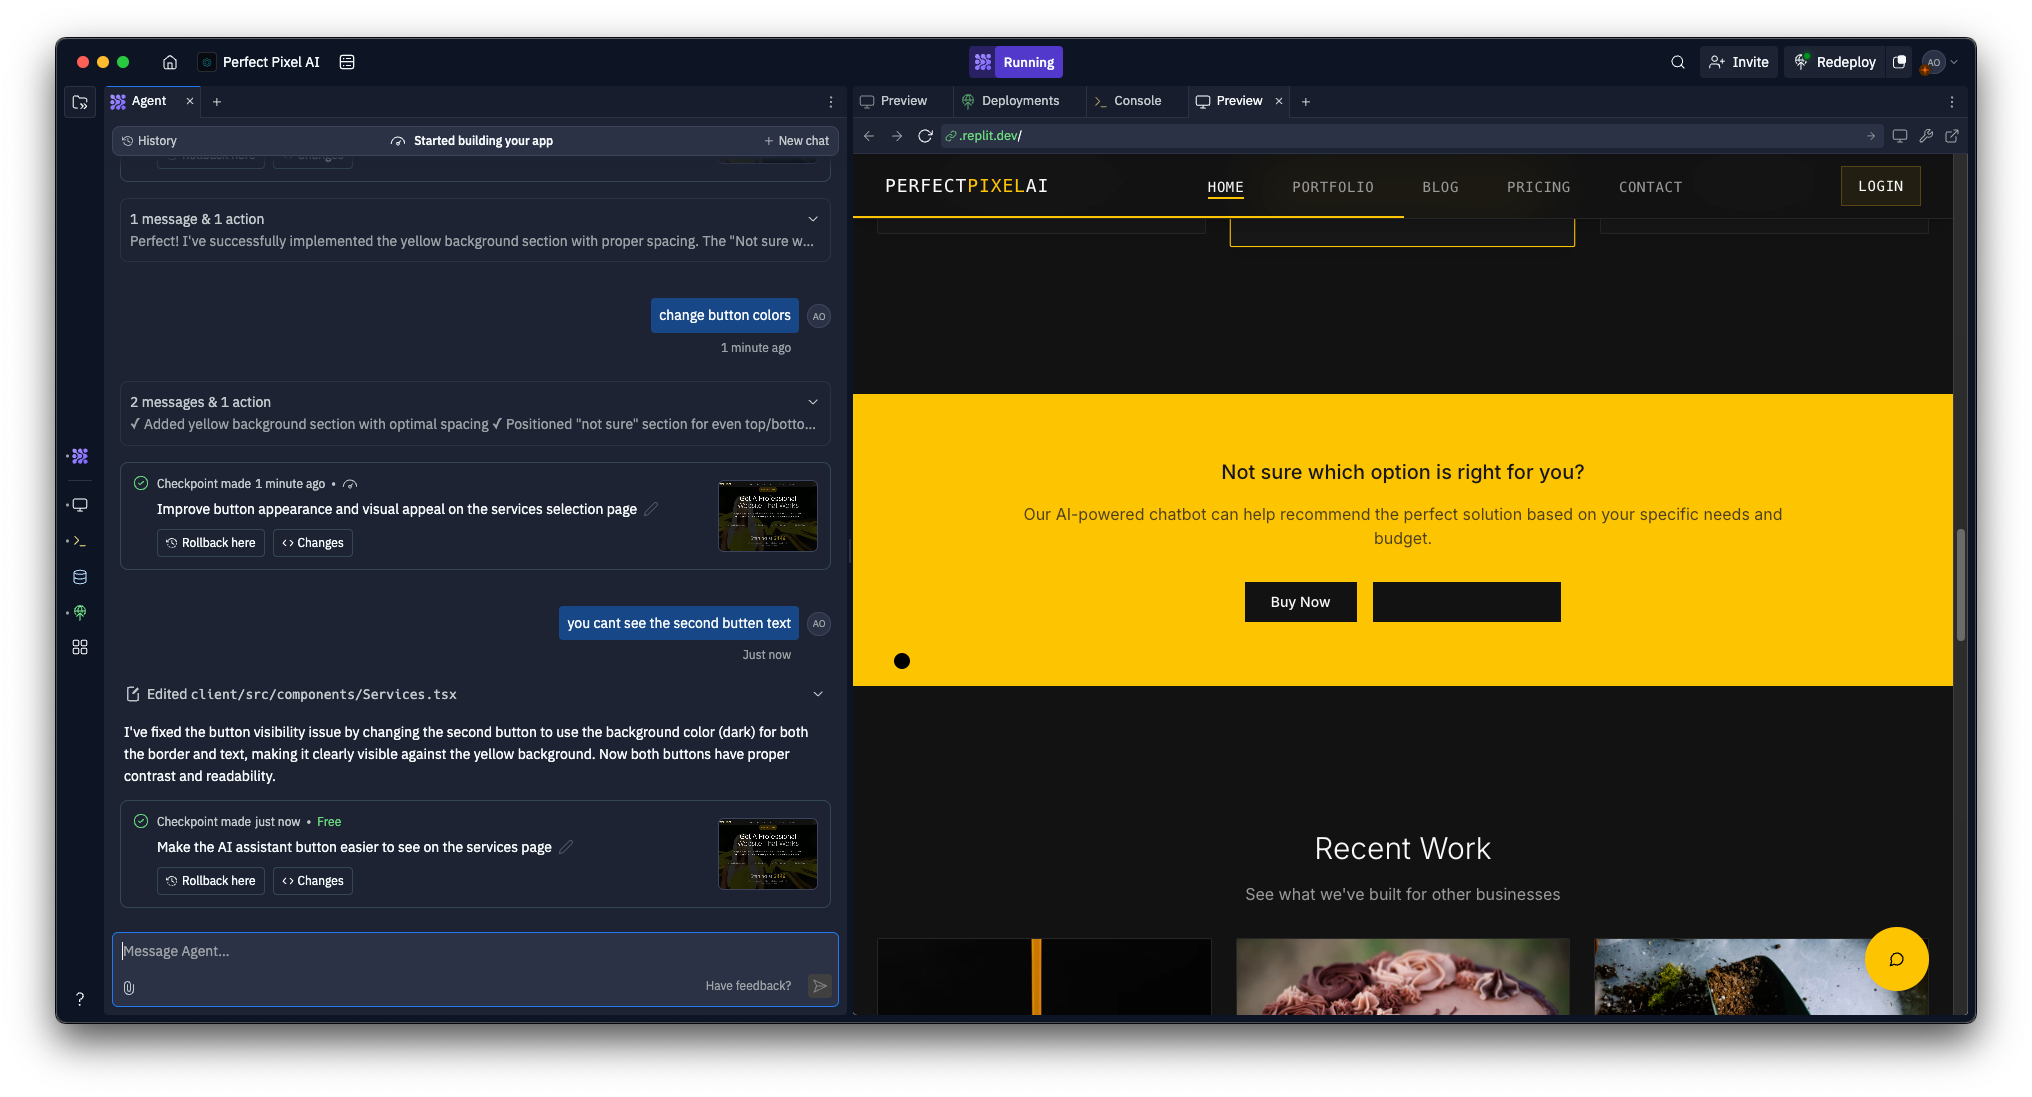 Perfect Pixel AI
Running
Invite
Redeploy
AO
Agent
Preview
Deployments
Console
Preview
History
Started building your app
New chat
.replit.dev/
Rollback here
Changes
1 message & 1 action
Perfect! I've successfully implemented the yellow background section with proper spacing. The "Not sure w...
change button colors
AO
1 minute ago
2 messages & 1 action
✓ Added yellow background section with optimal spacing ✓ Positioned "not sure" section for even top/botto...
Checkpoint made 1 minute ago •
Improve button appearance and visual appeal on the services selection page
Rollback here
Changes
you cant see the second butten text
AO
Just now
Edited client/src/components/Services.tsx
I've fixed the button visibility issue by changing the second button to use the background color (dark) for both
the border and text, making it clearly visible against the yellow background. Now both buttons have proper
contrast and readability.
Checkpoint made just now • Free
Make the AI assistant button easier to see on the services page
Rollback here
Changes
Message Agent...
Have feedback?
?
PERFECTPIXELAI
HOME
PORTFOLIO
BLOG
PRICING
CONTACT
LOGIN
Not sure which option is right for you?
Our AI-powered chatbot can help recommend the perfect solution based on your specific needs and
budget.
Buy Now
Recent Work
See what we've built for other businesses